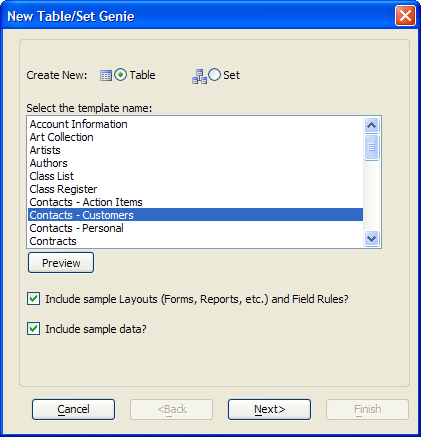 New Table/Set Genie
Create New: Table Set
Select the template name:
Account Information
Art Collection
Artists
Authors
Class List
Class Register
Contacts - Action Items
Contacts - Customers
Contacts - Personal
Contracts
Preview
Include sample Layouts (Forms, Reports, etc.) and Field Rules?
Include sample data?
Cancel <Back Next> Finish